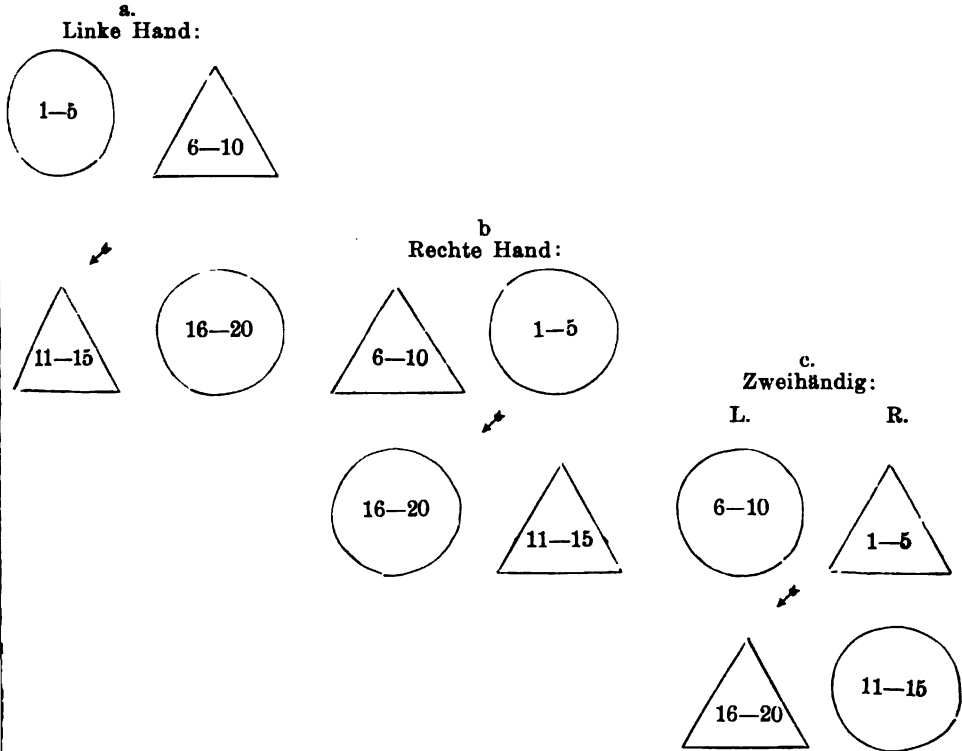 a.
Linke Hand:
1—5
6—10
11—15
16—20
b
Rechte Hand:
6—10
1—5
16—20
11—15
c.
Zweihändig:
L. R.
6—10
1—5
16—20
11—15